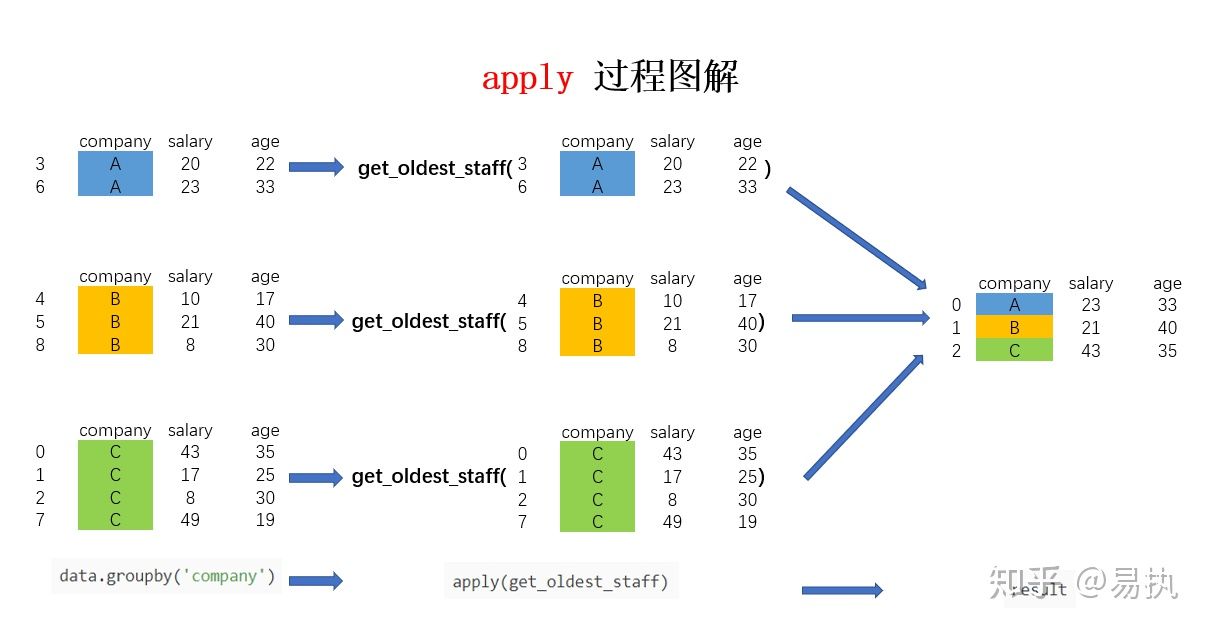 apply 过程图解
company salary age
3 A 20 22
6 A 23 33
get_oldest_staff(
company salary age
3 A 20 22
6 A 23 33
)
company salary age
4 B 10 17
5 B 21 40
8 B 8 30
get_oldest_staff(
company salary age
4 B 10 17
5 B 21 40
8 B 8 30
)
company salary age
0 C 43 35
1 C 17 25
2 C 8 30
7 C 49 19
get_oldest_staff(
company salary age
0 C 43 35
1 C 17 25
2 C 8 30
7 C 49 19
)
company salary age
0 A 23 33
1 B 21 40
2 C 43 35
data.groupby('company')
apply(get_oldest_staff)
result
知乎 @易执